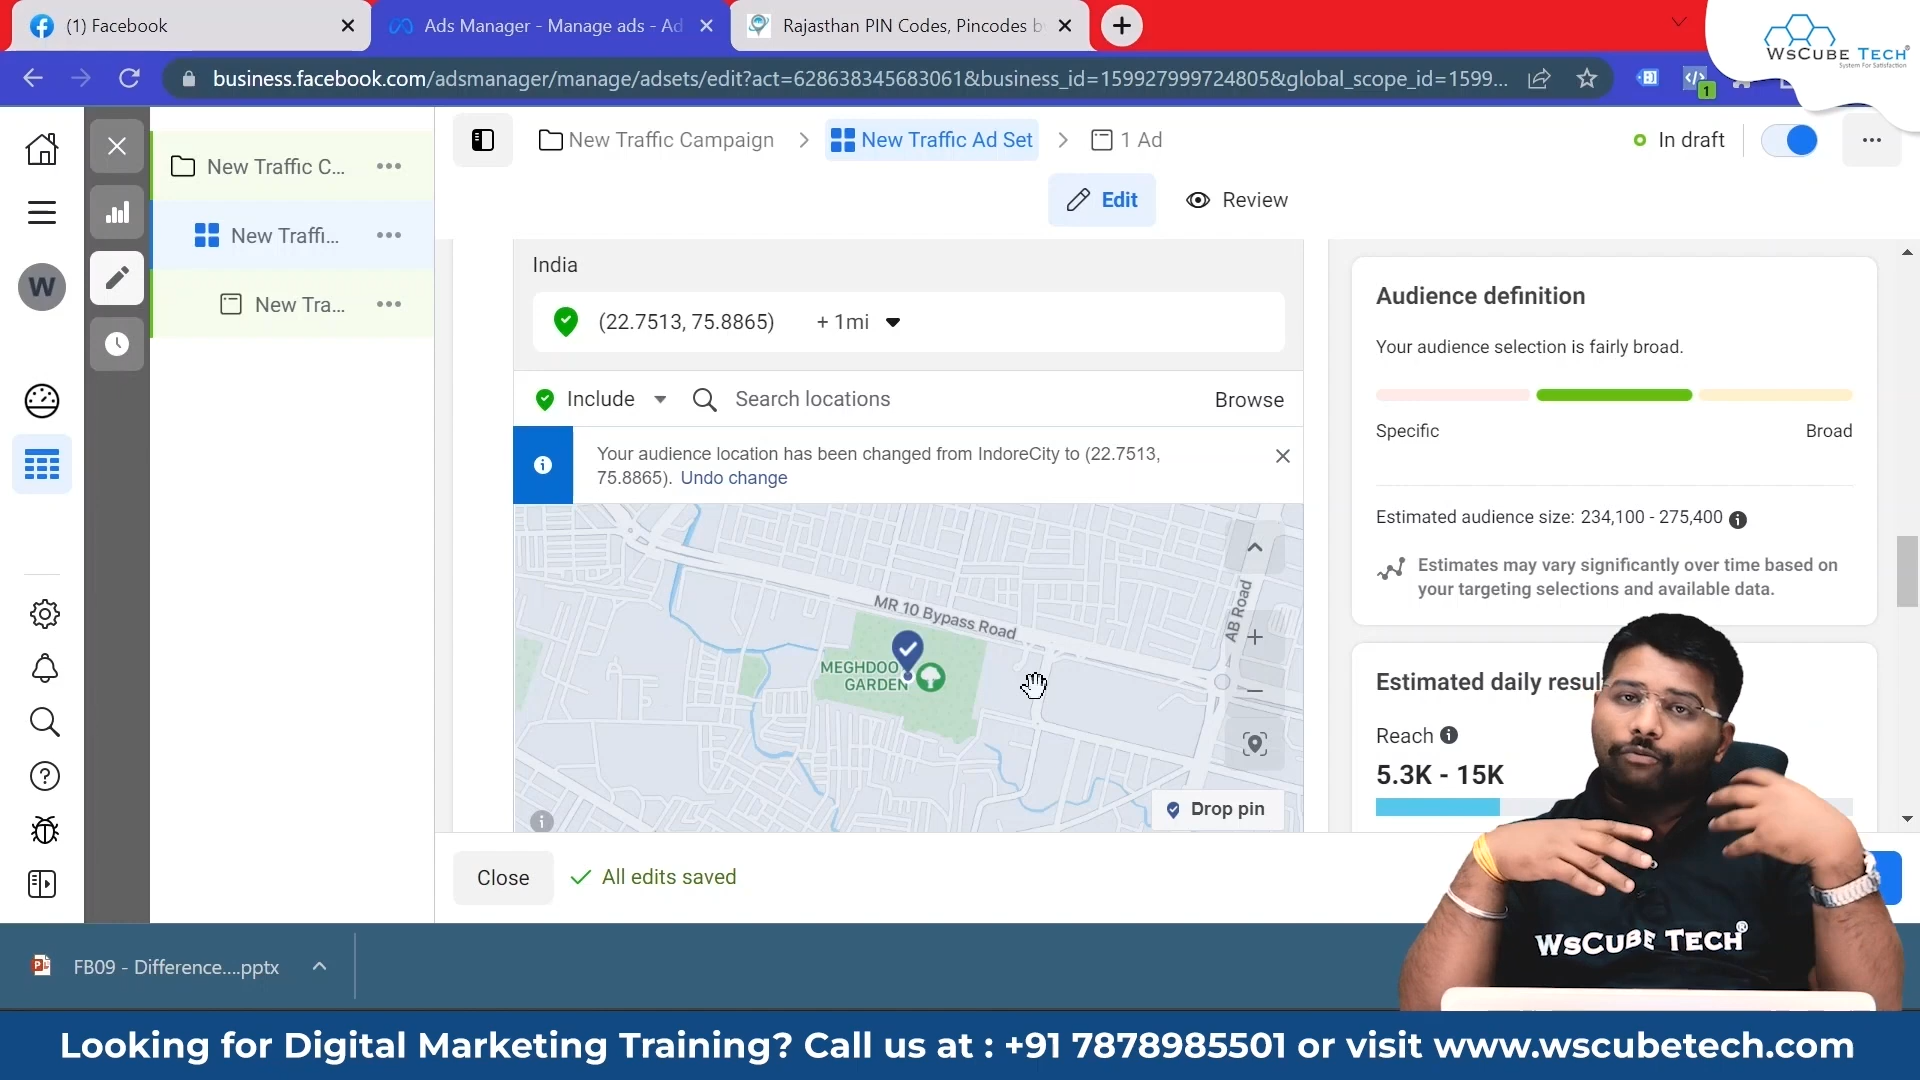 (1) Facebook
Ads Manager - Manage ads - Ad
Rajasthan PIN Codes, Pincodes b
WsCUBE TECH®
System For Satisfaction
business.facebook.com/adsmanager/manage/adsets/edit?act=628638345683061&business_id=159927999724805&global_scope_id=1599...
1
New Traffic Campaign
New Traffic Ad Set
1 Ad
In draft
New Traffic C...
New Traffi...
New Tra...
W
Edit
Review
India
(22.7513, 75.8865) + 1mi
Include
Search locations
Browse
Your audience location has been changed from IndoreCity to (22.7513,
75.8865). Undo change
MR 10 Bypass Road
AB Road
MEGHDOO
GARDEN
Drop pin
Audience definition
Your audience selection is fairly broad.
Specific
Broad
Estimated audience size: 234,100 - 275,400
Estimates may vary significantly over time based on
your targeting selections and available data.
Estimated daily resul
Reach
5.3K - 15K
Close
All edits saved
WSCUBE TECH®
FB09 - Difference....pptx
Looking for Digital Marketing Training? Call us at : +91 7878985501 or visit www.wscubetech.com